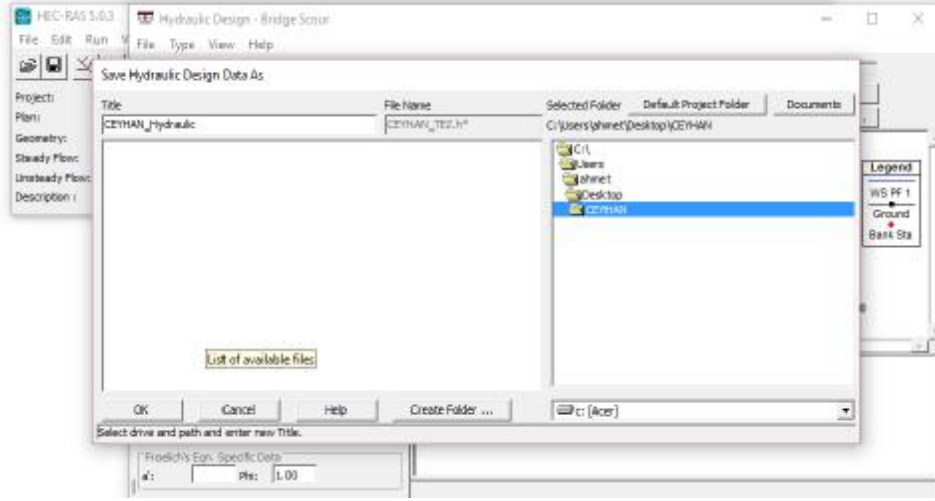 HEC-RAS 5.0.3
File Edit Run
Hydraulic Design - Bridge Scour
File Type View Help
Save Hydraulic Design Data As
Project:
Plan:
Geometry:
Steady Flow:
Unsteady Flow:
Description :
Title
File Name
Selected Folder
Default Project Folder
Documents
CEYHAN_Hydraulic
CEYHAN_TEZ.h*
C:\Users\ahmet\Desktop\CEYHAN
C:\
Users
ahmet
Desktop
CEYHAN
Legend
WS PF 1
Ground
Bank Sta
List of available files
OK
Cancel
Help
Create Folder ...
c: [Acer]
Select drive and path and enter new Title.
Froelich's Eqn. Specific Data
a':
Phi:
1.00